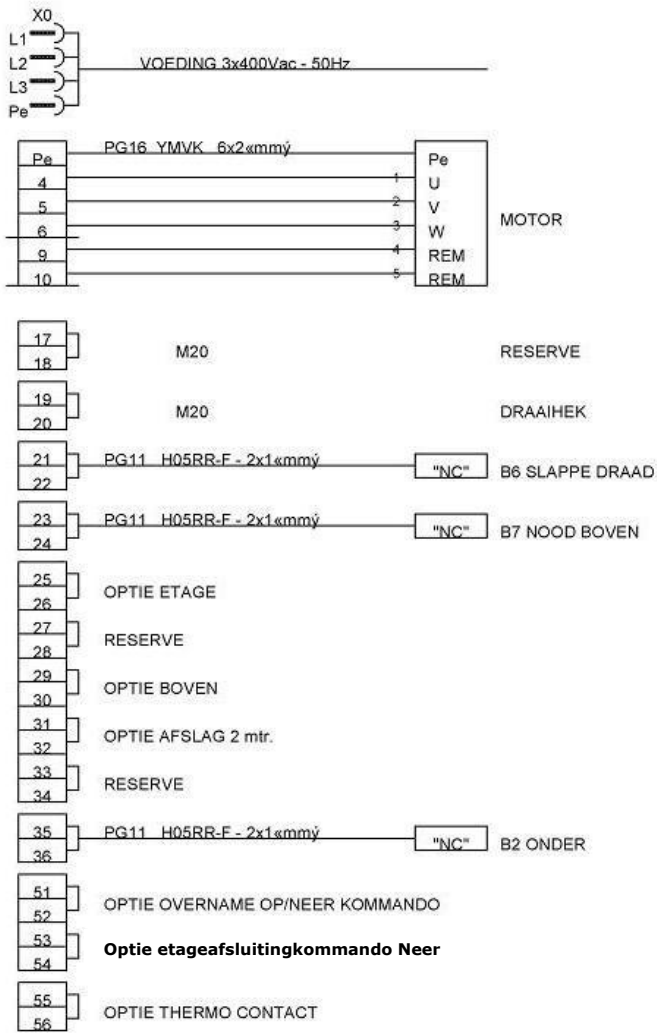 X0
L1
L2
L3
Pe
VOEDING 3x400Vac - 50Hz
PG16 YMVK 6x2«mmý
Pe Pe
4 1 U
5 2 V
6 3 W
9 4 REM
10 5 REM
MOTOR
17
18
M20 RESERVE
19
20
M20 DRAAIHEK
21
22
PG11 H05RR-F - 2x1«mmý "NC" B6 SLAPPE DRAAD
23
24
PG11 H05RR-F - 2x1«mmý "NC" B7 NOOD BOVEN
25
26
OPTIE ETAGE
27
28
RESERVE
29
30
OPTIE BOVEN
31
32
OPTIE AFSLAG 2 mtr.
33
34
RESERVE
35
36
PG11 H05RR-F - 2x1«mmý "NC" B2 ONDER
51
52
OPTIE OVERNAME OP/NEER KOMMANDO
53
54
Optie etageafsluitingkommando Neer
55
56
OPTIE THERMO CONTACT